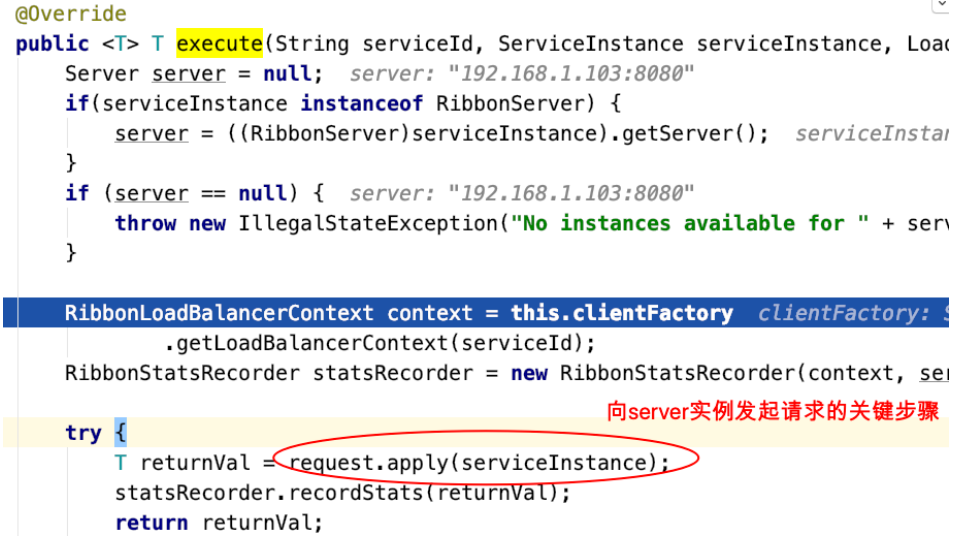 @Override
public <T> T execute(String serviceId, ServiceInstance serviceInstance, Load
Server server = null;  server: "192.168.1.103:8080"
if(serviceInstance instanceof RibbonServer) {
server = ((RibbonServer)serviceInstance).getServer();  serviceInstan
}
if (server == null) {  server: "192.168.1.103:8080"
throw new IllegalStateException("No instances available for " + serv
}
RibbonLoadBalancerContext context = this.clientFactory  clientFactory: S
.getLoadBalancerContext(serviceId);
RibbonStatsRecorder statsRecorder = new RibbonStatsRecorder(context, ser
向server实例发起请求的关键步骤
try {
T returnVal = request.apply(serviceInstance);
statsRecorder.recordStats(returnVal);
return returnVal;